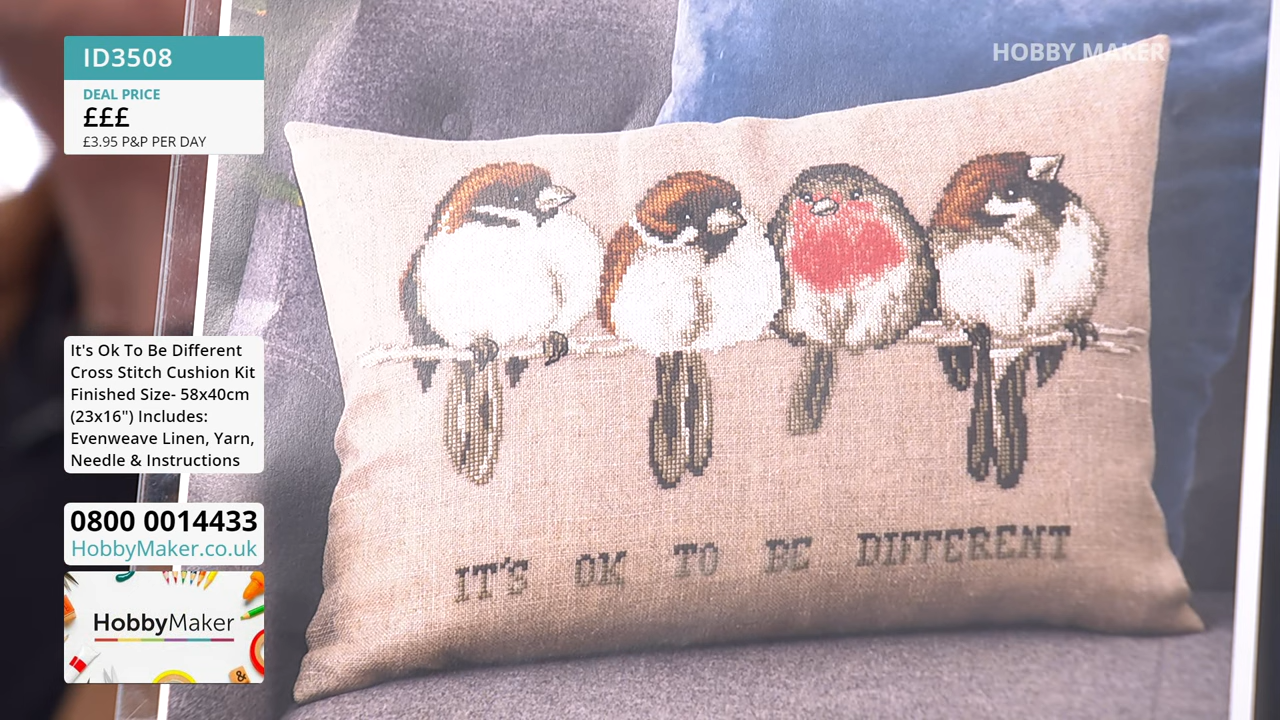 ID3508
DEAL PRICE
£££
£3.95 P&P PER DAY
HOBBY MAKER
It's Ok To Be Different
Cross Stitch Cushion Kit
Finished Size- 58x40cm
(23x16") Includes:
Evenweave Linen, Yarn,
Needle & Instructions
0800 0014433
HobbyMaker.co.uk
HobbyMaker
&
IT'S OK TO BE DIFFERENT